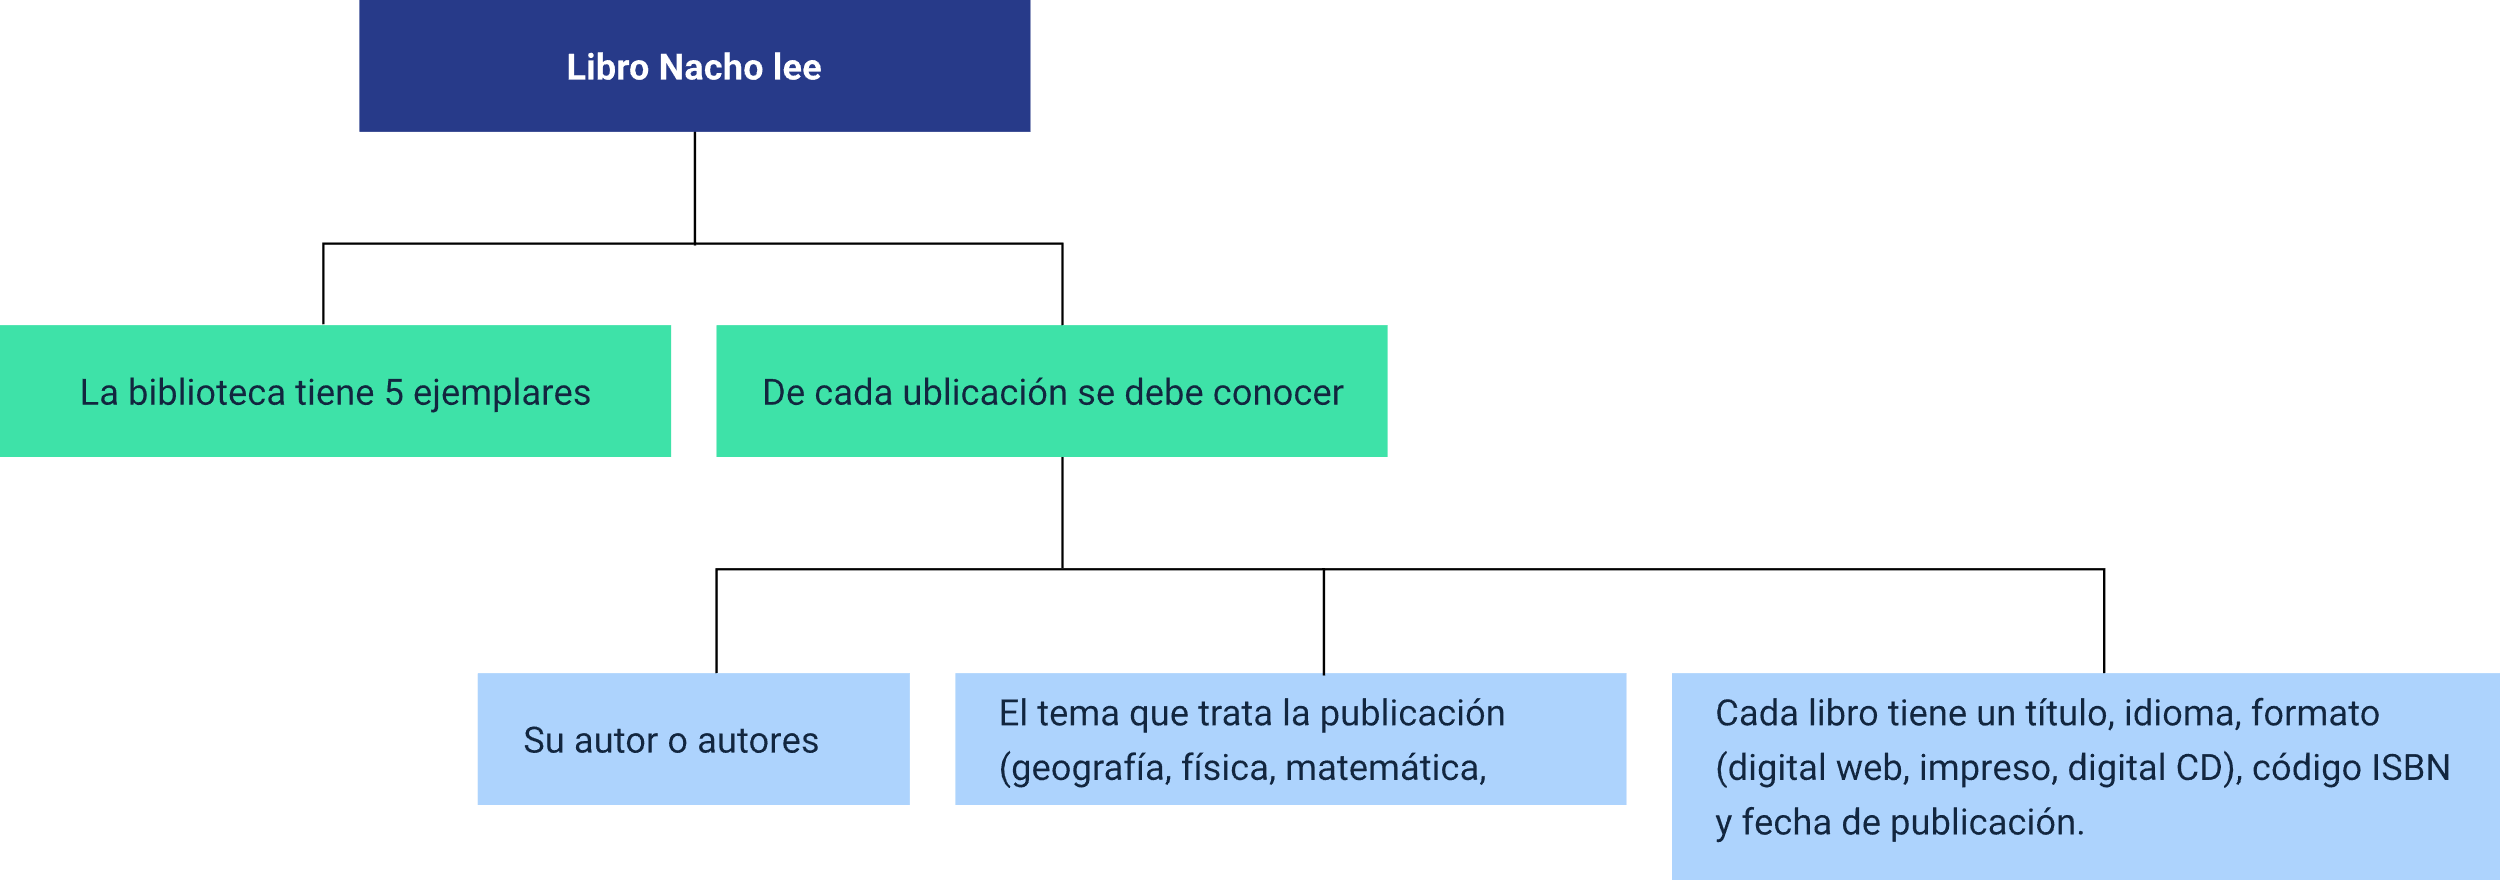 Libro Nacho lee
La biblioteca tiene 5 ejemplares
De cada ublicación se debe conocer
Su autor o autores
El tema que trata la publicación
(geografía, física, matemática,
Cada libro tiene un título, idioma, formato
(digital web, impreso, digital CD), código ISBN
y fecha de publicación.